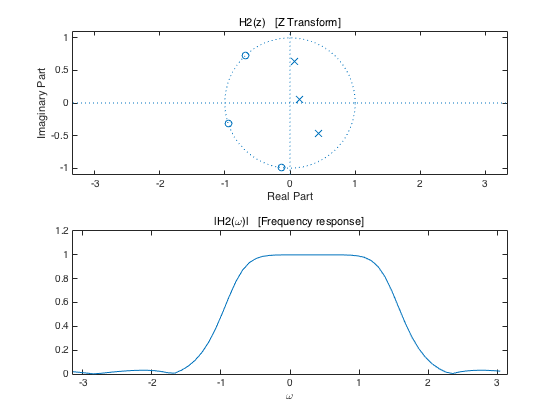 H2(z) [Z Transform]
1
0.5
0
-0.5
-1
Imaginary Part
-3 -2 -1 0 1 2 3
Real Part
|H2(ω)| [Frequency response]
1.2
1
0.8
0.6
0.4
0.2
0
-3 -2 -1 0 1 2 3
ω